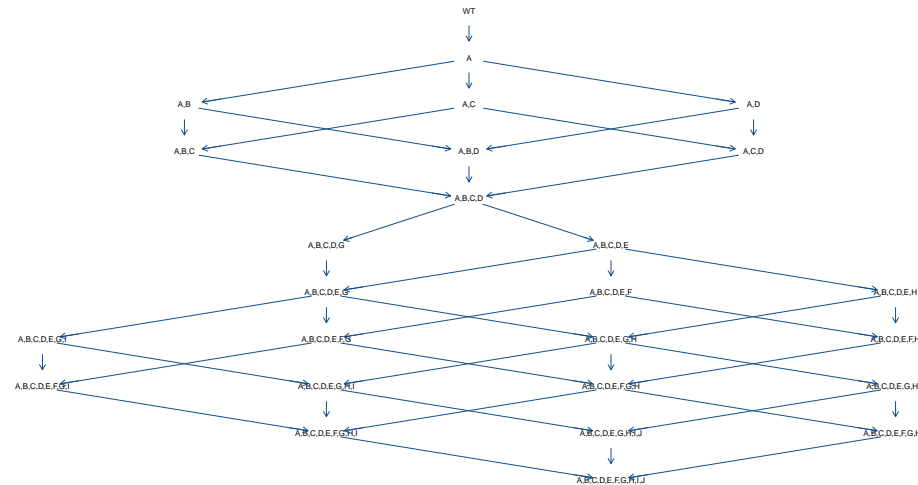 WT
A
A,B
A,C
A,D
A,B,C
A,B,D
A,C,D
A,B,C,D
A,B,C,D,G
A,B,C,D,E
A,B,C,D,E,G
A,B,C,D,E,F
A,B,C,D,E,H
A,B,C,D,E,G,I
A,B,C,D,E,F,G
A,B,C,D,E,G,H
A,B,C,D,E,F,H
A,B,C,D,E,F,G,I
A,B,C,D,E,G,H,I
A,B,C,D,E,F,G,H
A,B,C,D,E,G,H
A,B,C,D,E,F,G,H,I
A,B,C,D,E,G,H,I,J
A,B,C,D,E,F,G,H
A,B,C,D,E,F,G,H,I,J